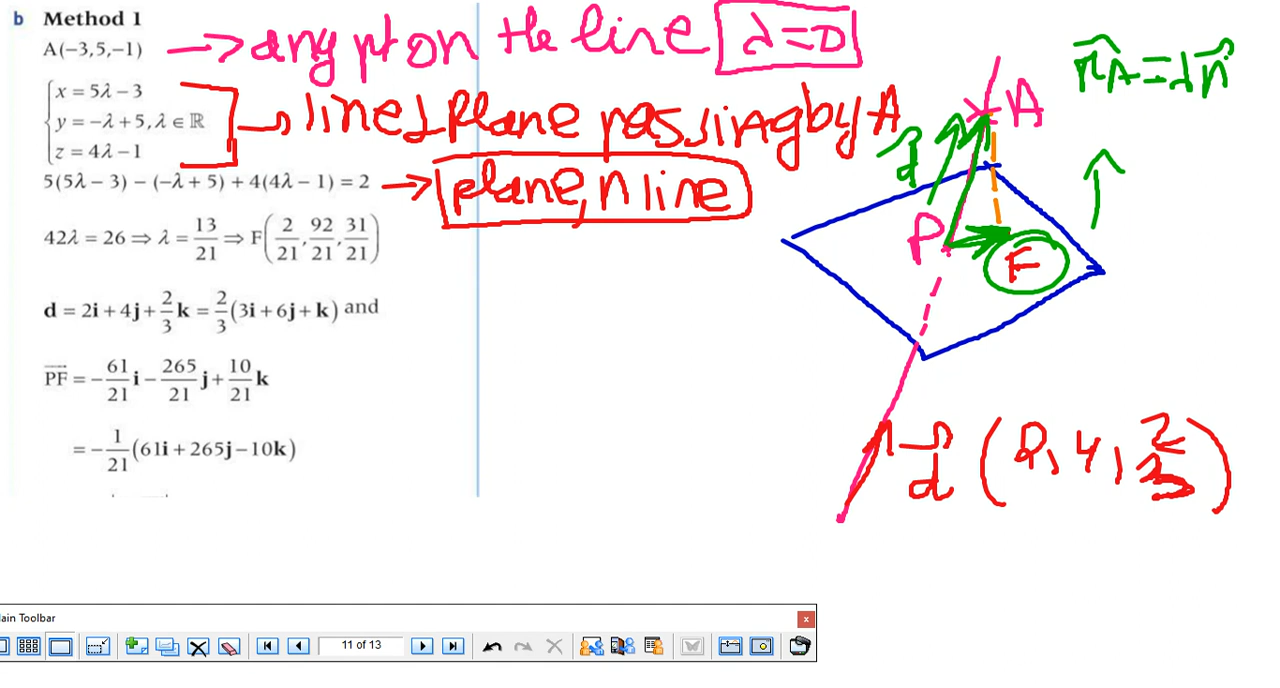 b Method 1
A(−3,5,−1) → any pt on the line λ=0
x = 5λ − 3
y = −λ + 5, λ ∈ ℝ → line ⊥ plane passing by A
z = 4λ − 1
5(5λ − 3) − (−λ + 5) + 4(4λ − 1) = 2 → plane ∩ line
42λ = 26 ⇒ λ = 13/21 ⇒ F(2/21, 92/21, 31/21)
d = 2i + 4j + 2/3 k = 2/3 (3i + 6j + k) and
PF = −61/21 i − 265/21 j + 10/21 k
= −1/21 (61i + 265j − 10k)
A
d
P
F
d (2, 4, 2/3)
ain Toolbar
x
11 of 13